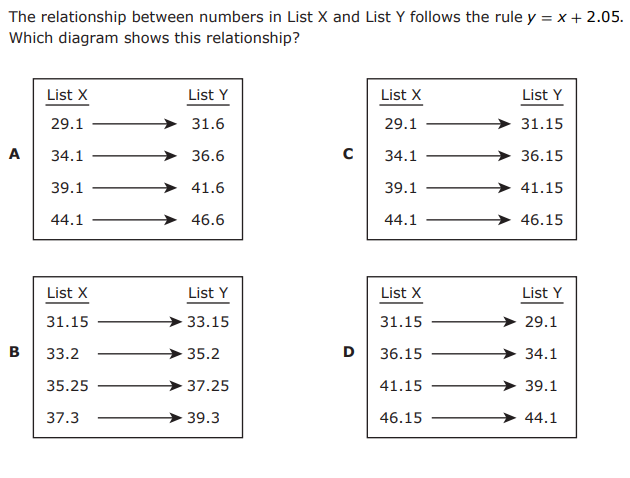 The relationship between numbers in List X and List Y follows the rule y = x + 2.05.
Which diagram shows this relationship?
A
List X List Y
29.1 31.6
34.1 36.6
39.1 41.6
44.1 46.6
B
List X List Y
31.15 33.15
33.2 35.2
35.25 37.25
37.3 39.3
C
List X List Y
29.1 31.15
34.1 36.15
39.1 41.15
44.1 46.15
D
List X List Y
31.15 29.1
36.15 34.1
41.15 39.1
46.15 44.1